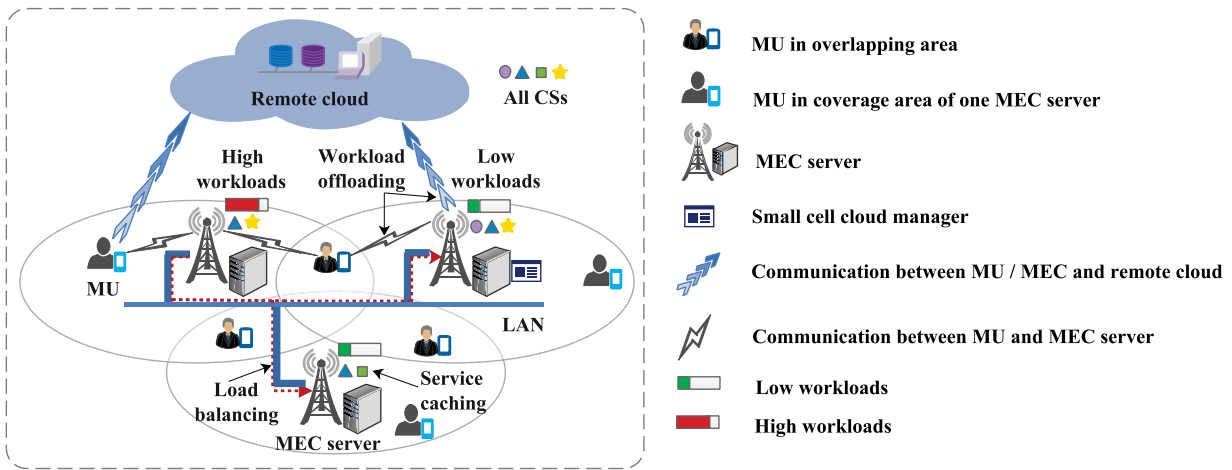 Remote cloud
All CSs
High
workloads
Workload
offloading
Low
workloads
MU
LAN
Load
balancing
Service
caching
MEC server
MU in overlapping area
MU in coverage area of one MEC server
MEC server
Small cell cloud manager
Communication between MU / MEC and remote cloud
Communication between MU and MEC server
Low workloads
High workloads